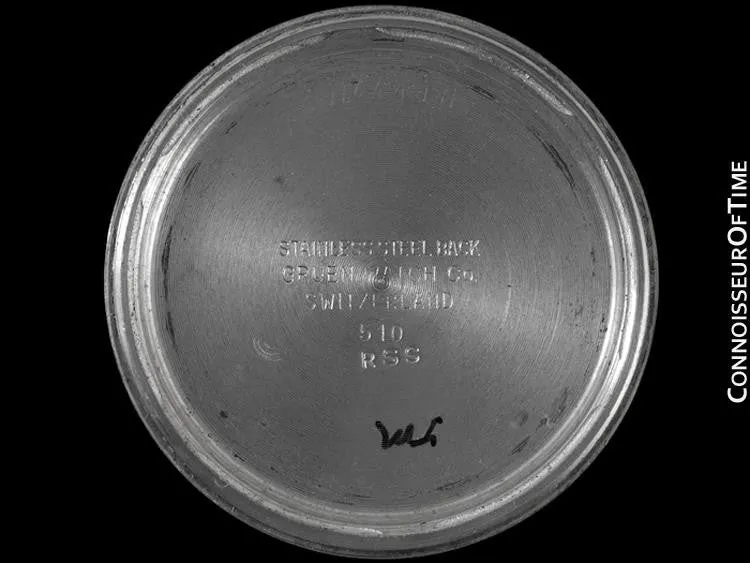 STAINLESS STEEL BACK
GRUEN WATCH Co.
SWITZERLAND
510
RSS
CONNOISSEUROFTIME